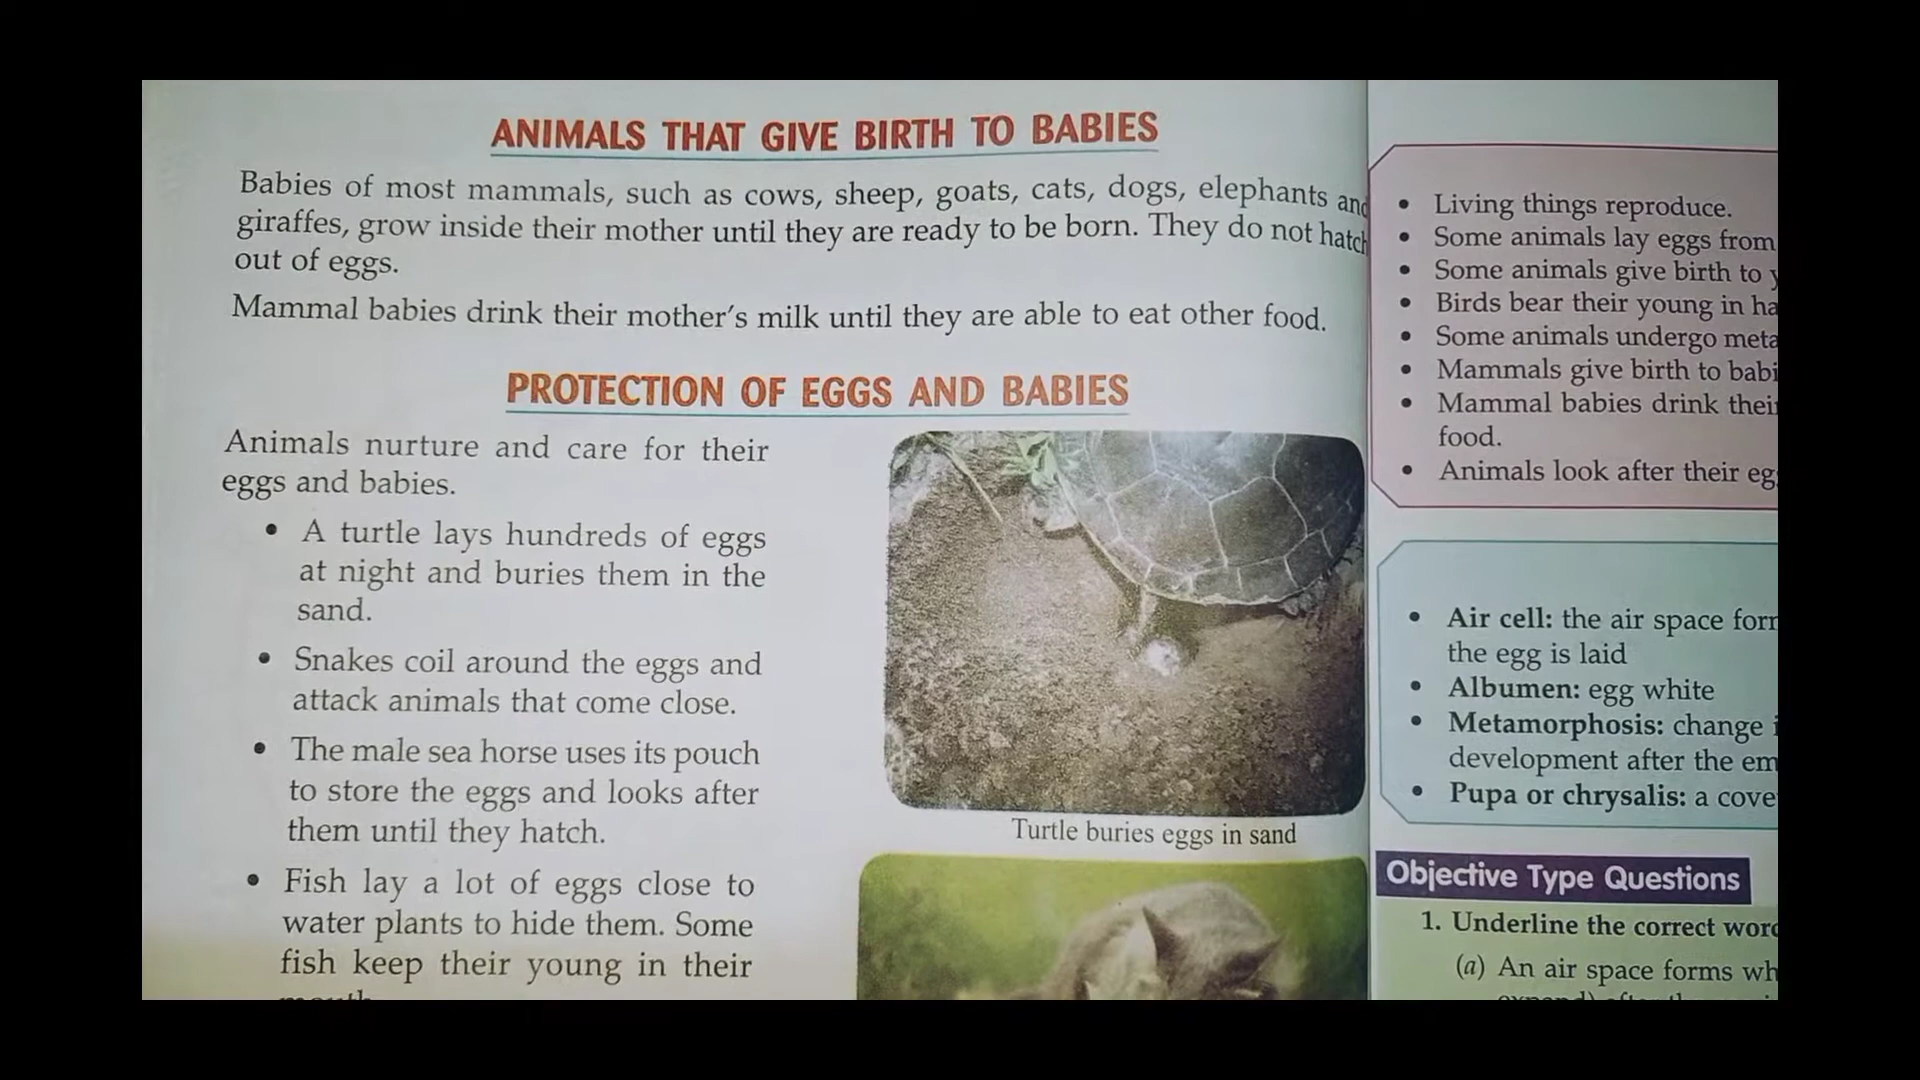 ANIMALS THAT GIVE BIRTH TO BABIES
Babies of most mammals, such as cows, sheep, goats, cats, dogs, elephants and
giraffes, grow inside their mother until they are ready to be born. They do not hatch
out of eggs.
Mammal babies drink their mother's milk until they are able to eat other food.
PROTECTION OF EGGS AND BABIES
Animals nurture and care for their
eggs and babies.
• A turtle lays hundreds of eggs
at night and buries them in the
sand.
• Snakes coil around the eggs and
attack animals that come close.
• The male sea horse uses its pouch
to store the eggs and looks after
them until they hatch.
• Fish lay a lot of eggs close to
water plants to hide them. Some
fish keep their young in their
Turtle buries eggs in sand
• Living things reproduce.
• Some animals lay eggs from
• Some animals give birth to
• Birds bear their young in
• Some animals undergo
• Mammals give birth to
• Mammal babies drink
food.
• Animals look after their
• Air cell: the air space
the egg is laid
• Albumen: egg white
• Metamorphosis: change
development after the
• Pupa or chrysalis: a
Objective Type Questions
1. Underline the correct
(a) An air space forms